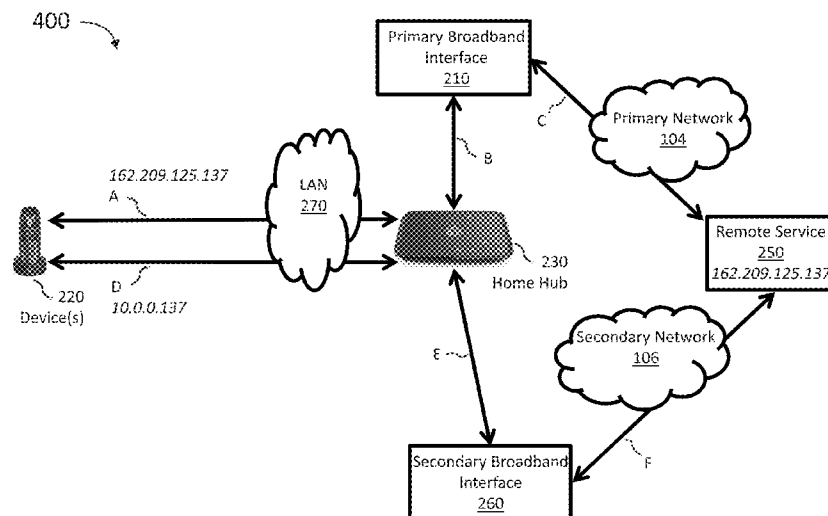 400
Primary Broadband
Interface
210
C
Primary Network
104
B
162.209.125.137
A
LAN
270
Remote Service
250
162.209.125.137
230
Home Hub
220
Device(s)
D
10.0.0.137
Secondary Network
106
E
F
Secondary Broadband
Interface
260